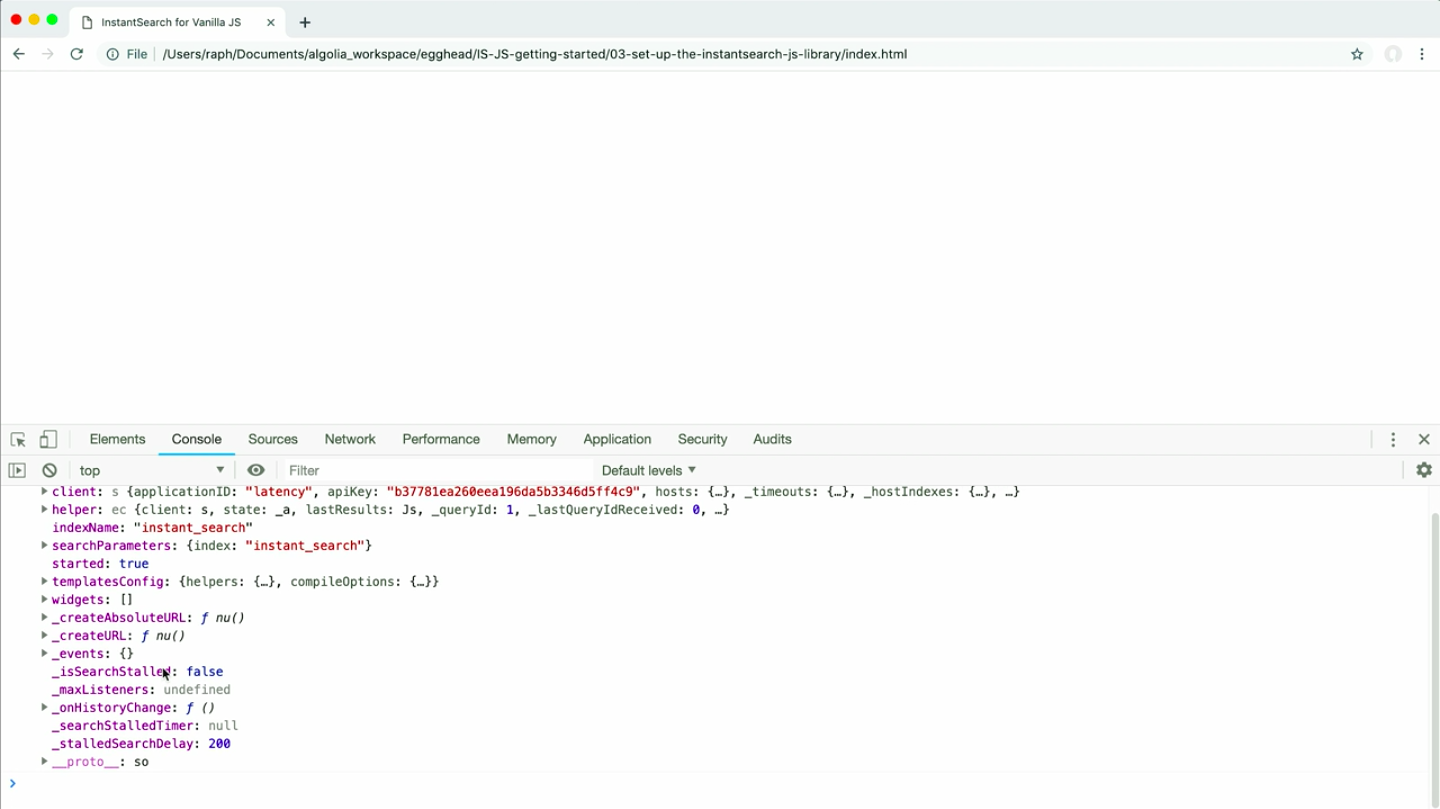 InstantSearch for Vanilla JS
File /Users/raph/Documents/algolia_workspace/egghead/IS-JS-getting-started/03-set-up-the-instantsearch-js-library/index.html
Elements Console Sources Network Performance Memory Application Security Audits
top Filter Default levels
client: s {applicationID: "latency", apiKey: "b37781ea260eea196da5b3346d5ff4c9", hosts: {…}, _timeouts: {…}, _hostIndexes: {…}, …}
helper: ec {client: s, state: _a, lastResults: Js, _queryId: 1, _lastQueryIdReceived: 0, …}
indexName: "instant_search"
searchParameters: {index: "instant_search"}
started: true
templatesConfig: {helpers: {…}, compileOptions: {…}}
widgets: []
_createAbsoluteURL: ƒ nu()
_createURL: ƒ nu()
_events: {}
_isSearchStalled: false
_maxListeners: undefined
_onHistoryChange: ƒ ()
_searchStalledTimer: null
_stalledSearchDelay: 200
__proto__: so